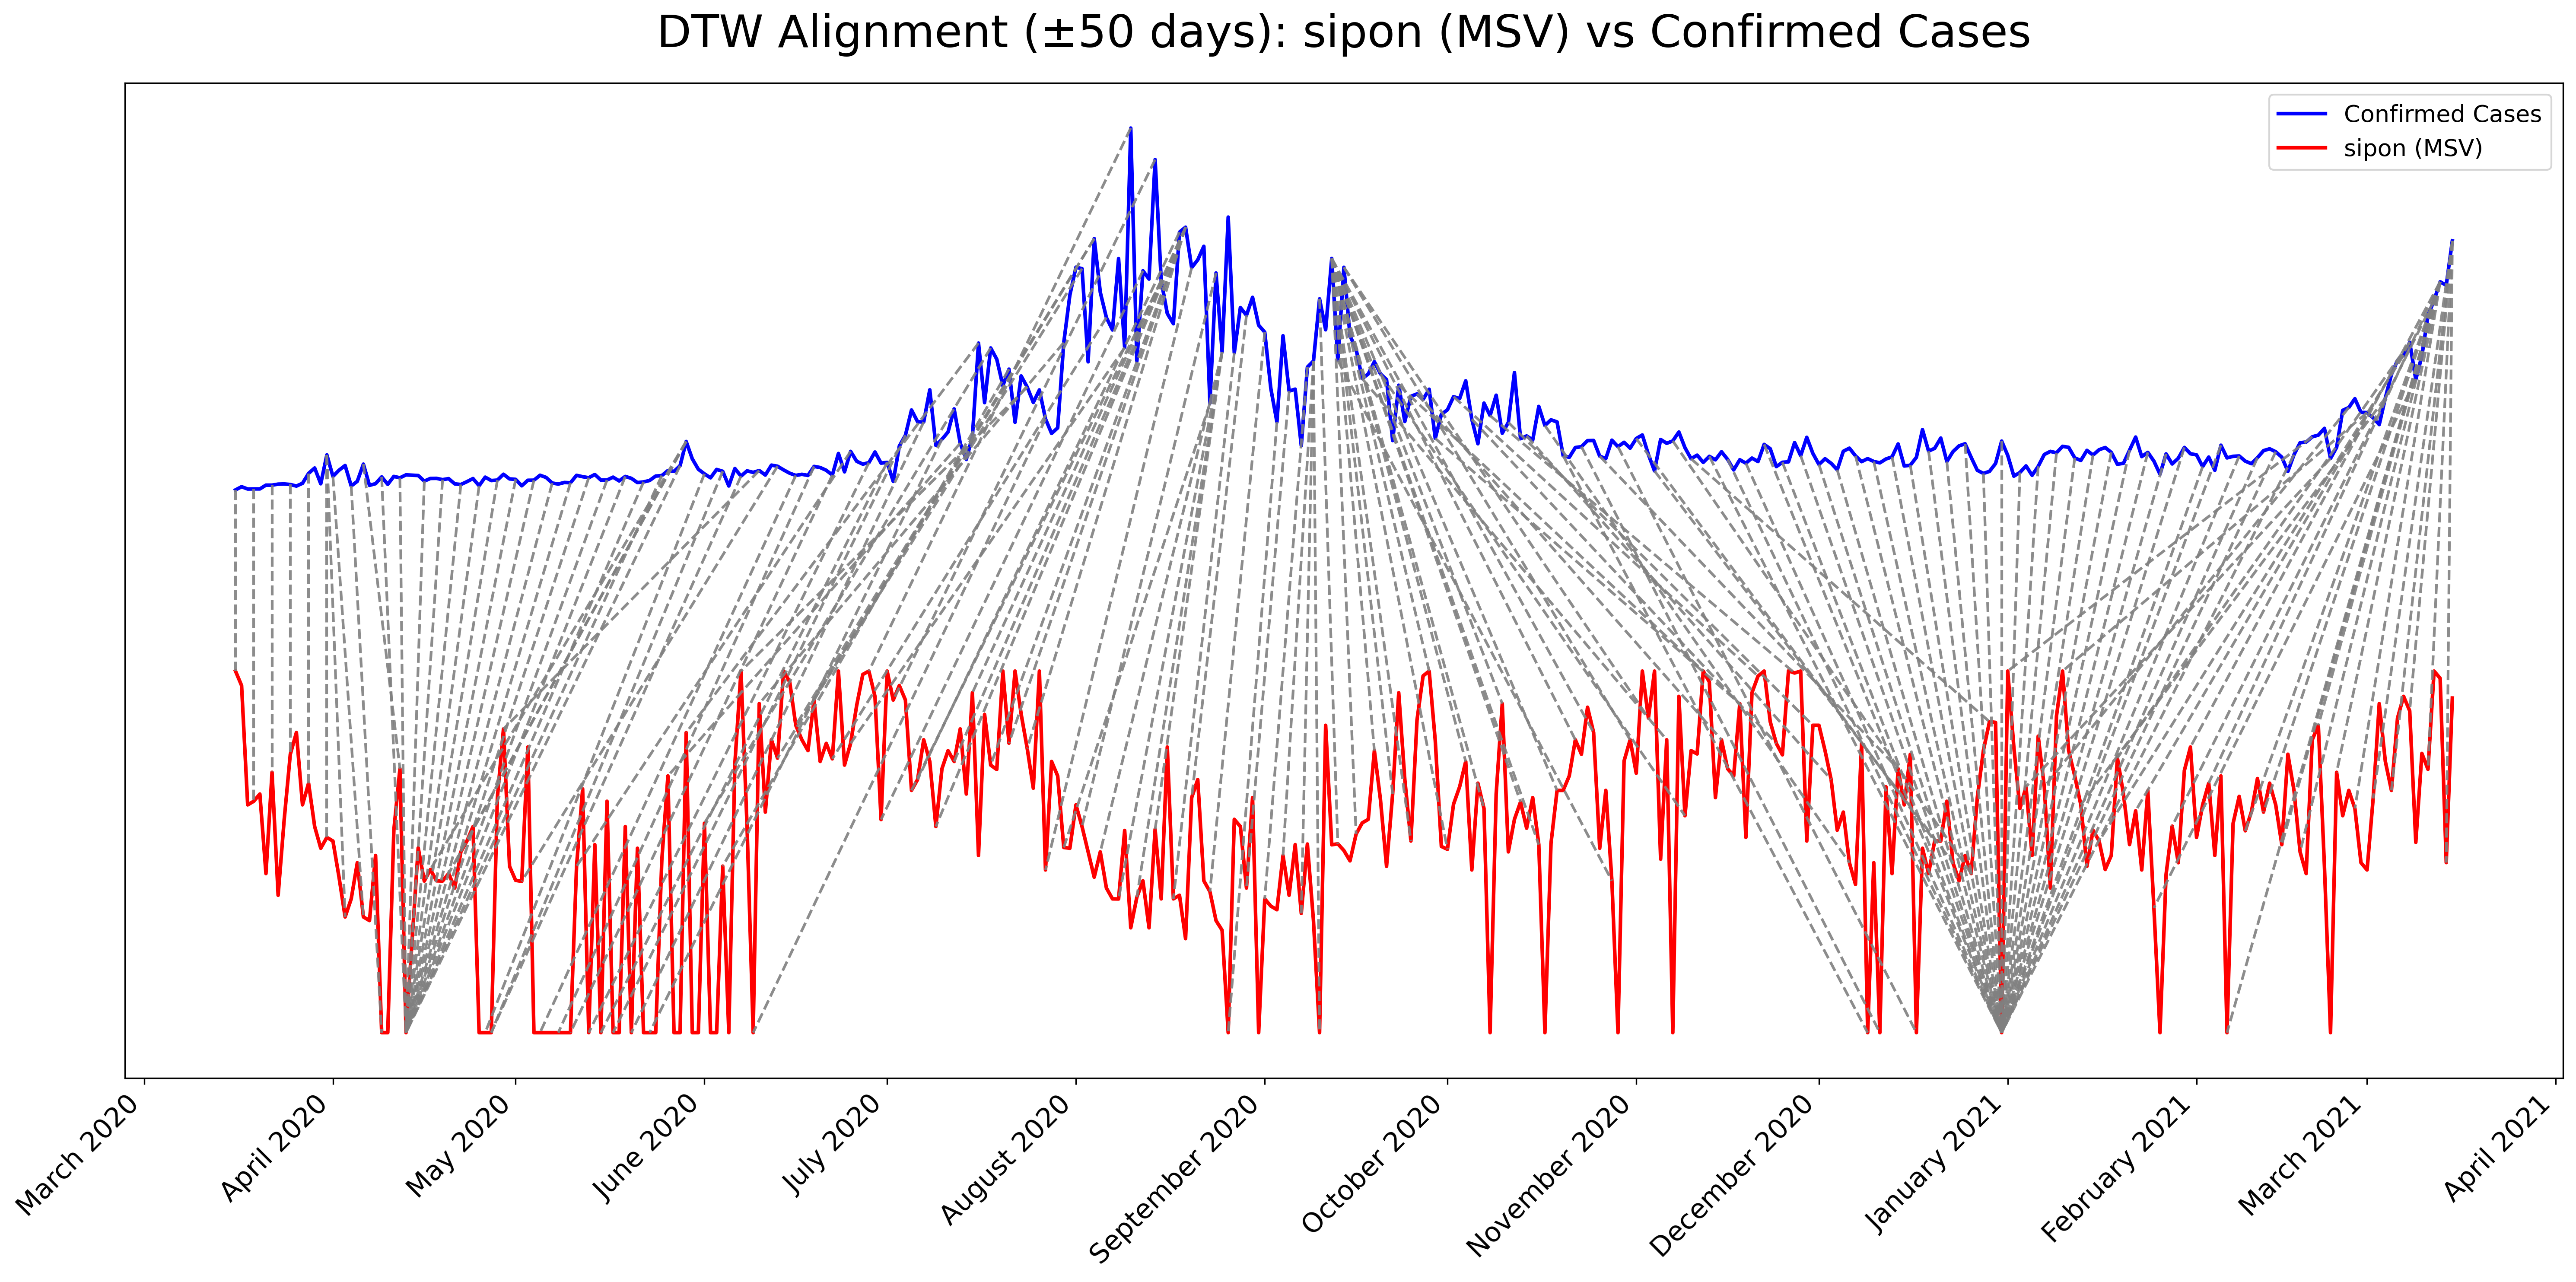 DTW Alignment (±50 days): sipon (MSV) vs Confirmed Cases
Confirmed Cases
sipon (MSV)
March 2020
April 2020
May 2020
June 2020
July 2020
August 2020
September 2020
October 2020
November 2020
December 2020
January 2021
February 2021
March 2021
April 2021